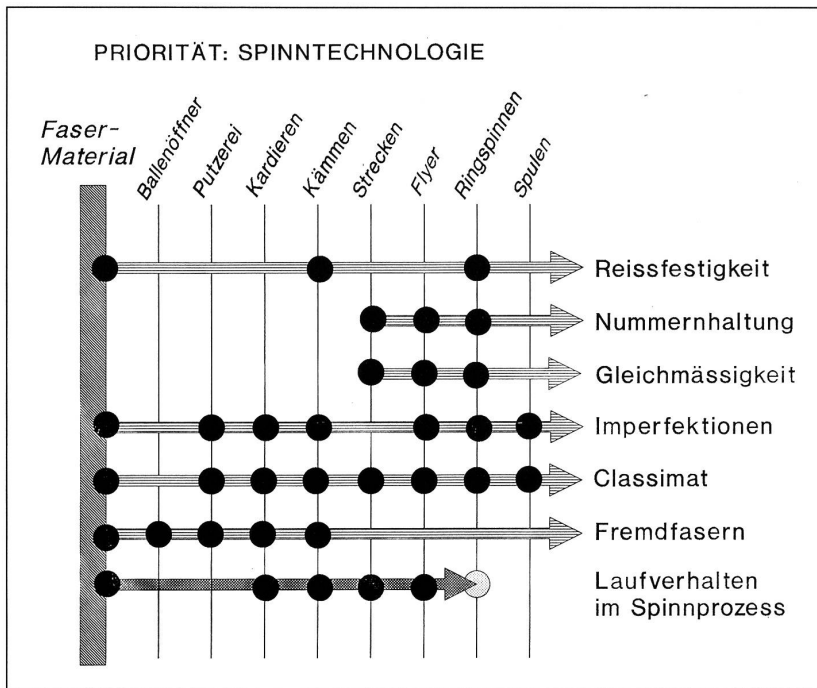 PRIORITÄT: SPINNTECHNOLOGIE
Faser-
Material
Ballenöffner
Putzerei
Kardieren
Kämmen
Strecken
Flyer
Ringspinnen
Spulen
Reissfestigkeit
Nummernhaltung
Gleichmässigkeit
Imperfektionen
Classimat
Fremdfasern
Laufverhalten
im Spinnprozess